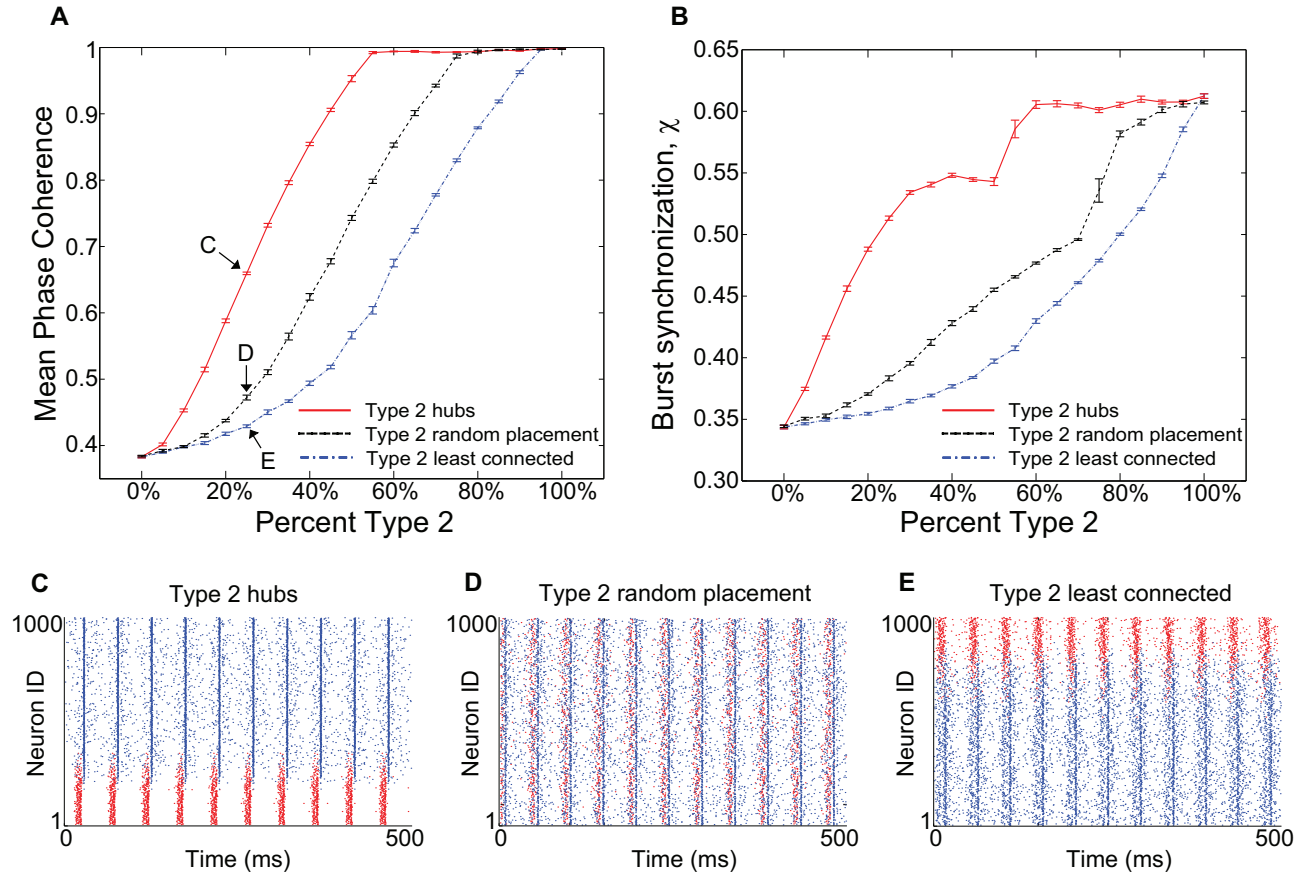 A
Mean Phase Coherence
1
0.9
0.8
0.7
0.6
0.5
0.4
C
D
E
Type 2 hubs
Type 2 random placement
Type 2 least connected
0% 20% 40% 60% 80% 100%
Percent Type 2
B
Burst synchronization, χ
0.65
0.60
0.55
0.50
0.45
0.40
0.35
0.30
Type 2 hubs
Type 2 random placement
Type 2 least connected
0% 20% 40% 60% 80% 100%
Percent Type 2
C
Type 2 hubs
1000
Neuron ID
1
0 500
Time (ms)
D
Type 2 random placement
1000
Neuron ID
1
0 500
Time (ms)
E
Type 2 least connected
1000
Neuron ID
1
0 500
Time (ms)